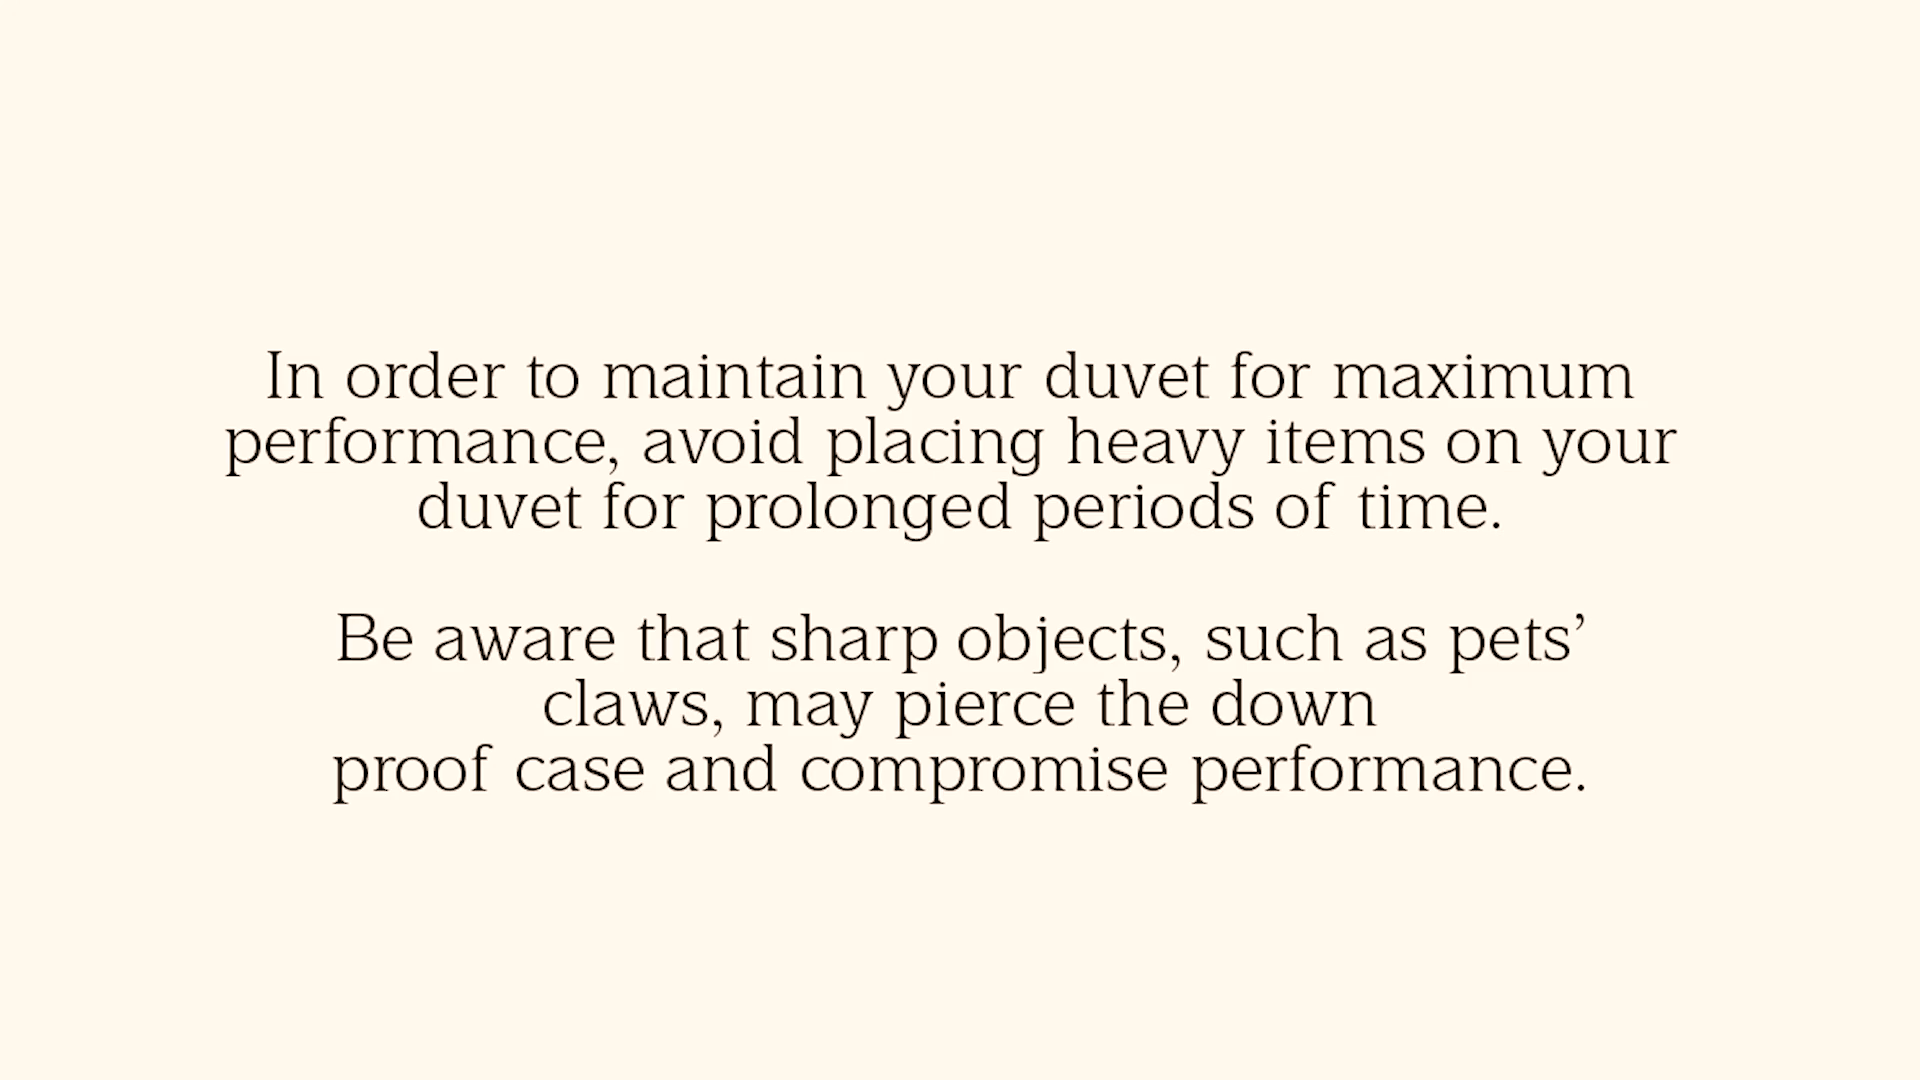 In order to maintain your duvet for maximum
performance, avoid placing heavy items on your
duvet for prolonged periods of time.
Be aware that sharp objects, such as pets’
claws, may pierce the down
proof case and compromise performance.